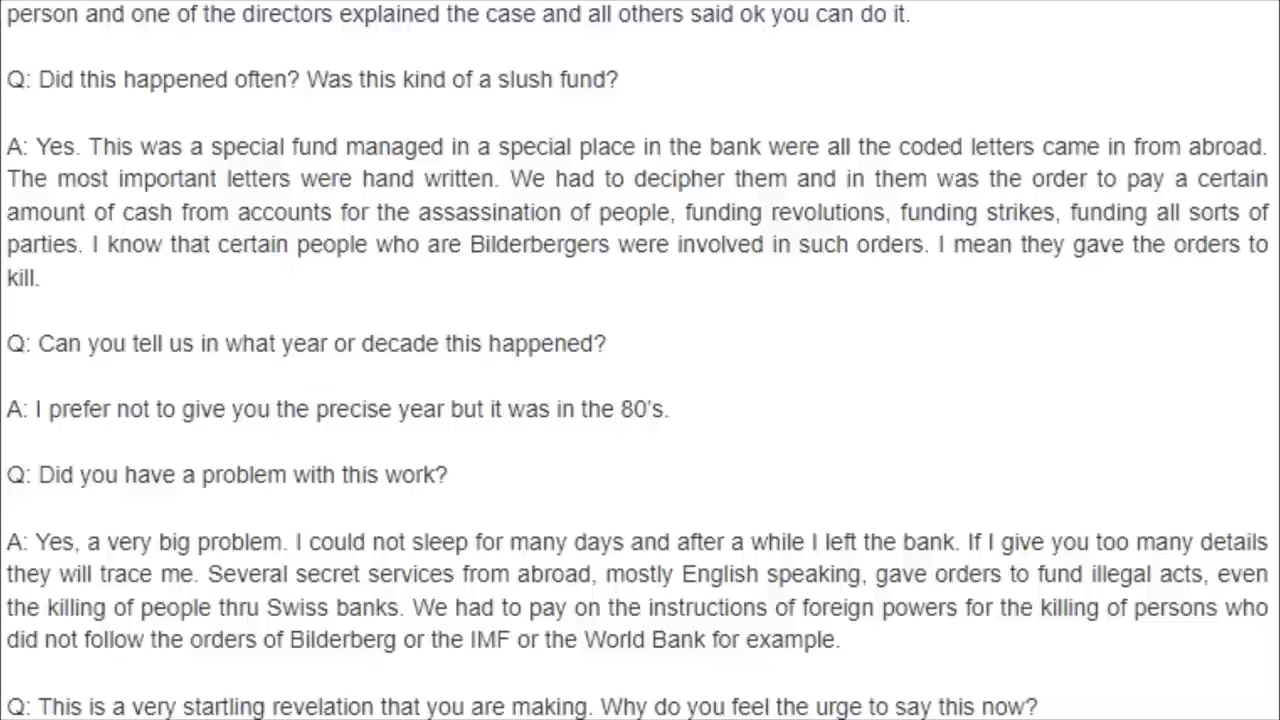 person and one of the directors explained the case and all others said ok you can do it.
Q: Did this happened often? Was this kind of a slush fund?
A: Yes. This was a special fund managed in a special place in the bank were all the coded letters came in from abroad.
The most important letters were hand written. We had to decipher them and in them was the order to pay a certain
amount of cash from accounts for the assassination of people, funding revolutions, funding strikes, funding all sorts of
parties. I know that certain people who are Bilderbergers were involved in such orders. I mean they gave the orders to
kill.
Q: Can you tell us in what year or decade this happened?
A: I prefer not to give you the precise year but it was in the 80's.
Q: Did you have a problem with this work?
A: Yes, a very big problem. I could not sleep for many days and after a while I left the bank. If I give you too many details
they will trace me. Several secret services from abroad, mostly English speaking, gave orders to fund illegal acts, even
the killing of people thru Swiss banks. We had to pay on the instructions of foreign powers for the killing of persons who
did not follow the orders of Bilderberg or the IMF or the World Bank for example.
Q: This is a very startling revelation that you are making. Why do you feel the urge to say this now?